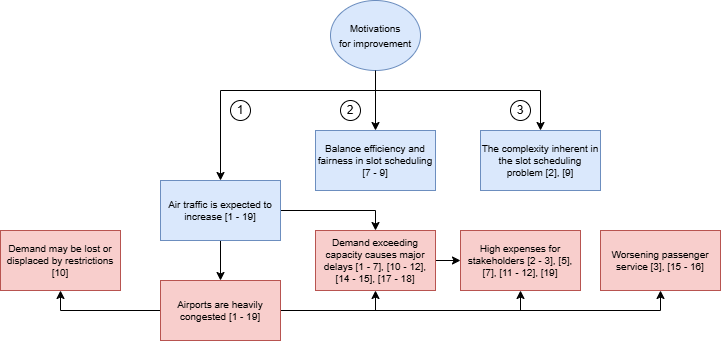 Motivations
for improvement
1
2
3
Balance efficiency and
fairness in slot scheduling
[7 - 9]
The complexity inherent in
the slot scheduling
problem [2], [9]
Air traffic is expected to
increase [1 - 19]
Demand may be lost or
displaced by restrictions
[10]
Demand exceeding
capacity causes major
delays [1 - 7], [10 - 12],
[14 - 15], [17 - 18]
High expenses for
stakeholders [2 - 3], [5],
[7], [11 - 12], [19]
Worsening passenger
service [3], [15 - 16]
Airports are heavily
congested [1 - 19]